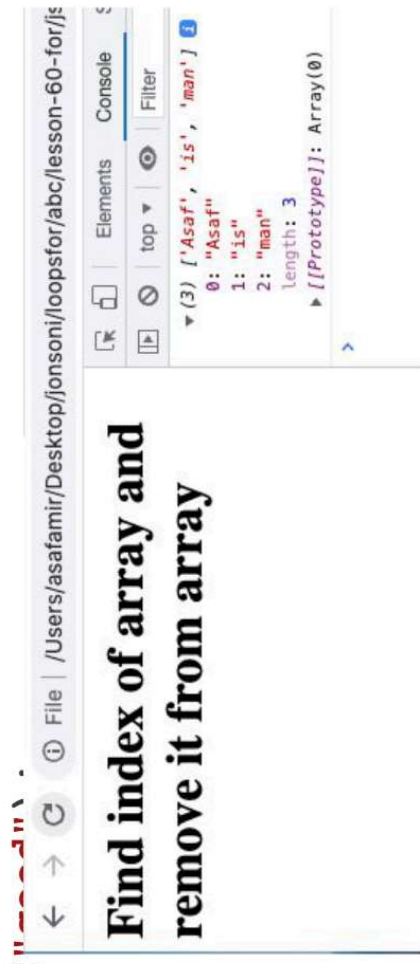 File | /Users/asafamir/Desktop/jonsoni/loopsfor/abc/lesson-60-for/js
Find index of array and
remove it from array
Elements Console
top ▼ Filter
▼ (3) ['Asaf', 'is', 'man']
0: "Asaf"
1: "is"
2: "man"
length: 3
▶ [[Prototype]]: Array(0)
>